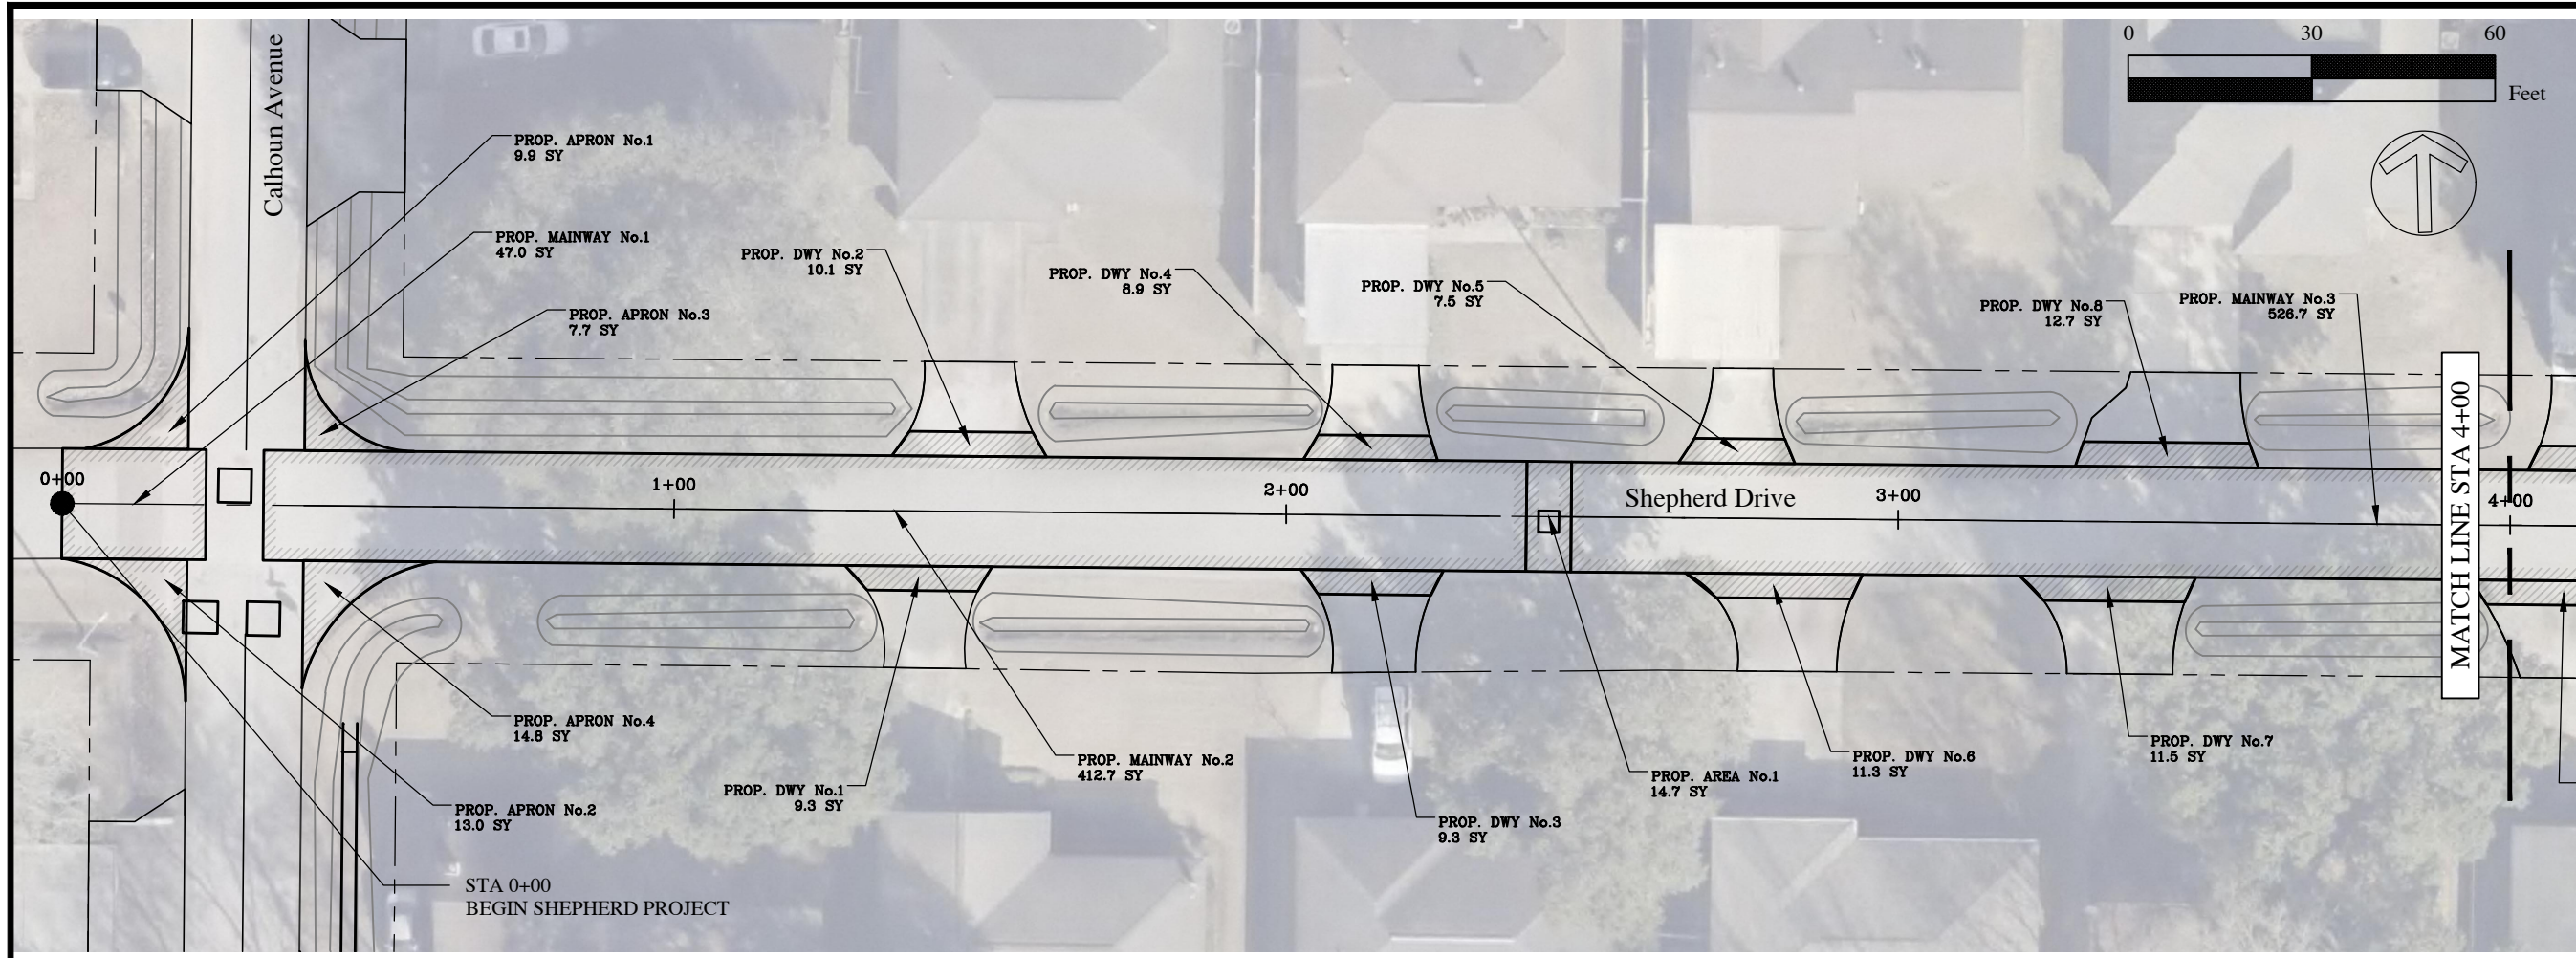 0 30 60
Feet
Calhoun Avenue
PROP. APRON No.1
9.9 SY
PROP. MAINWAY No.1
47.0 SY
PROP. APRON No.3
7.7 SY
PROP. DWY No.2
10.1 SY
PROP. DWY No.4
8.9 SY
PROP. DWY No.5
7.5 SY
PROP. DWY No.8
12.7 SY
PROP. MAINWAY No.3
526.7 SY
0+00
1+00
2+00
Shepherd Drive
3+00
4+00
MATCH LINE STA 4+00
PROP. APRON No.4
14.8 SY
PROP. APRON No.2
13.0 SY
PROP. DWY No.1
9.3 SY
PROP. MAINWAY No.2
412.7 SY
PROP. DWY No.3
9.3 SY
PROP. AREA No.1
14.7 SY
PROP. DWY No.6
11.3 SY
PROP. DWY No.7
11.5 SY
STA 0+00
BEGIN SHEPHERD PROJECT